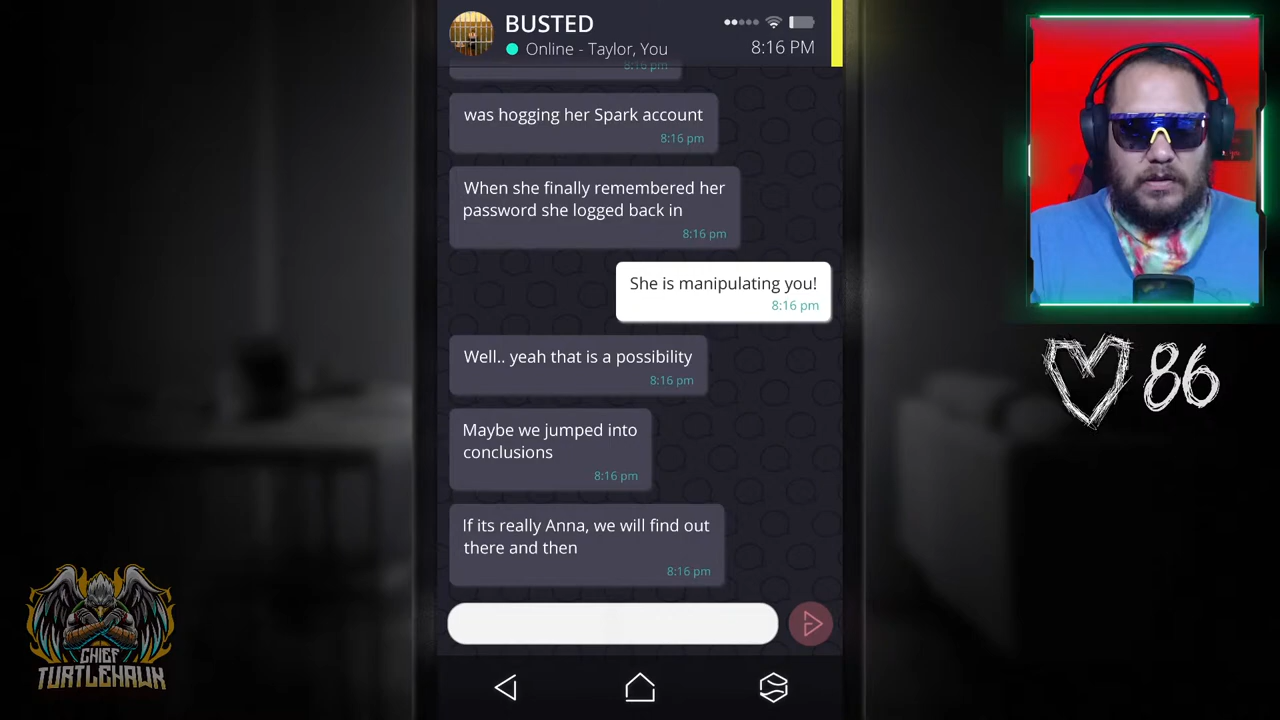 BUSTED
Online - Taylor, You
8:16 PM
8:16 pm
was hogging her Spark account
8:16 pm
When she finally remembered her
password she logged back in
8:16 pm
She is manipulating you!
8:16 pm
Well.. yeah that is a possibility
8:16 pm
Maybe we jumped into
conclusions
8:16 pm
If its really Anna, we will find out
there and then
8:16 pm
86
CHIEF
TURTLEHAWK